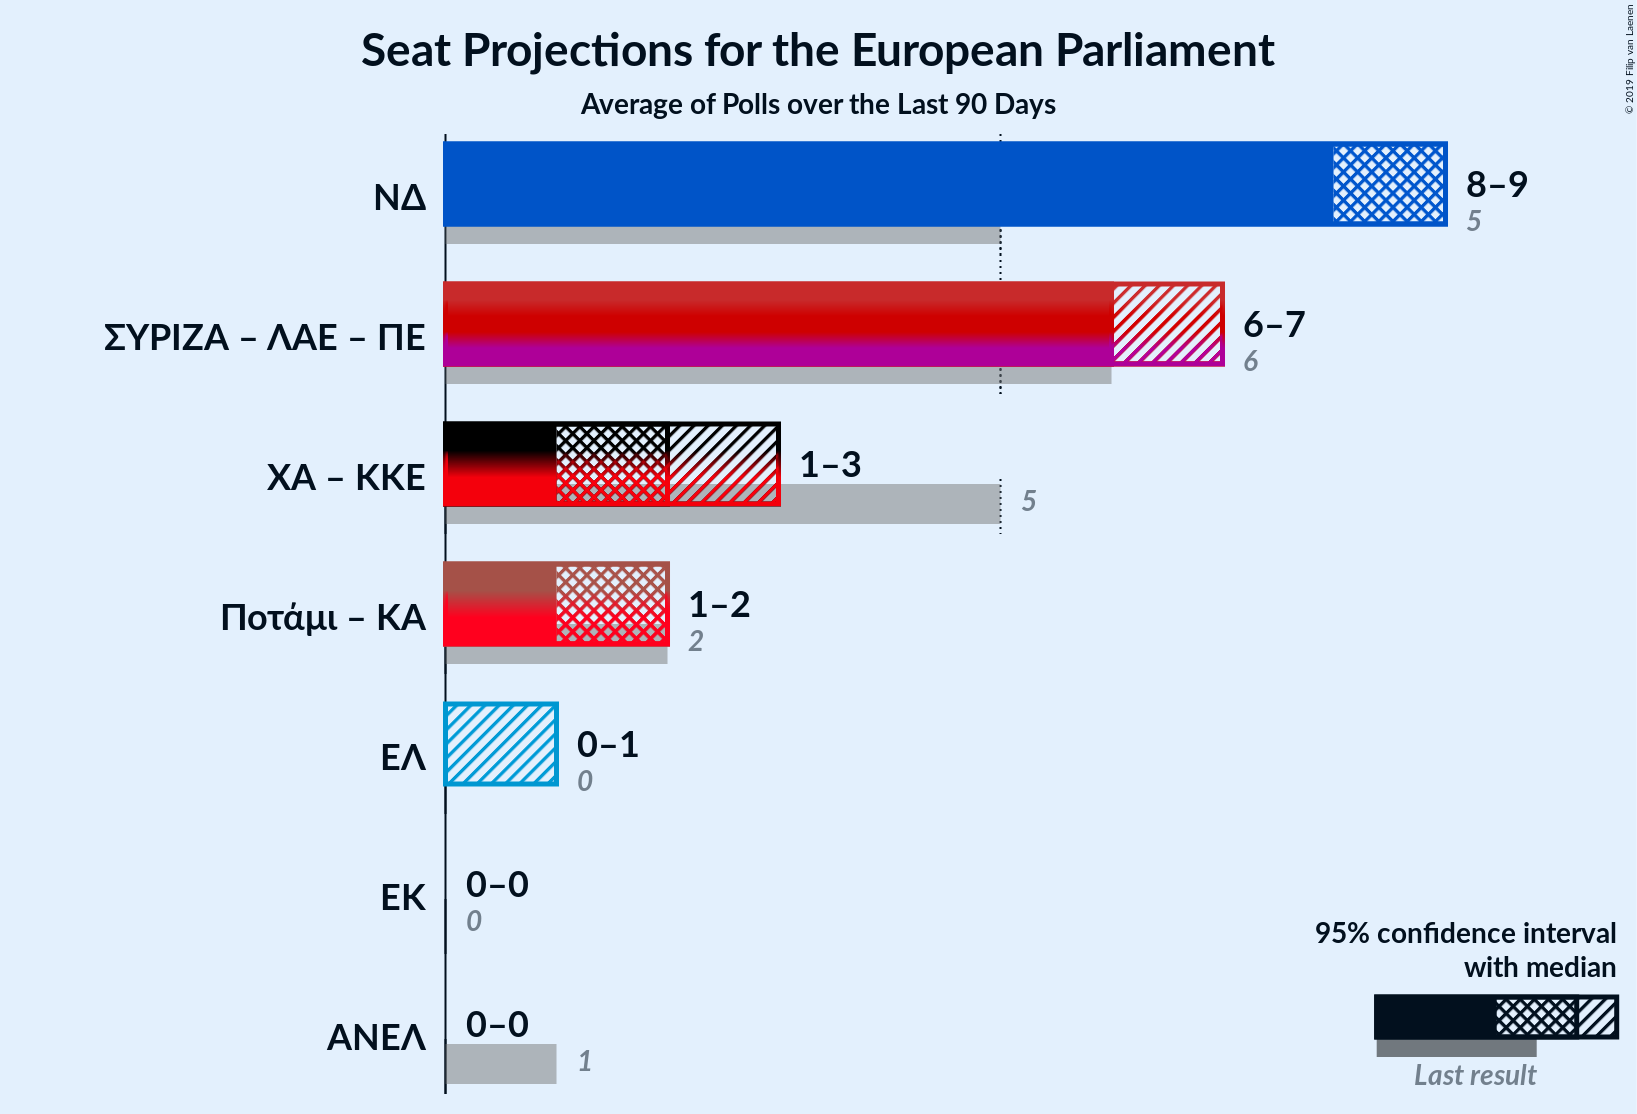 Seat Projections for the European Parliament
Average of Polls over the Last 90 Days
© 2019 Filip van Laenen
ΝΔ
8–9
5
ΣΥΡΙΖΑ – ΛΑΕ – ΠΕ
6–7
6
ΧΑ – ΚΚΕ
1–3
5
Ποτάμι – ΚΑ
1–2
2
ΕΛ
0–1
0
ΕΚ
0–0
0
ΑΝΕΛ
0–0
1
95% confidence interval
with median
Last result